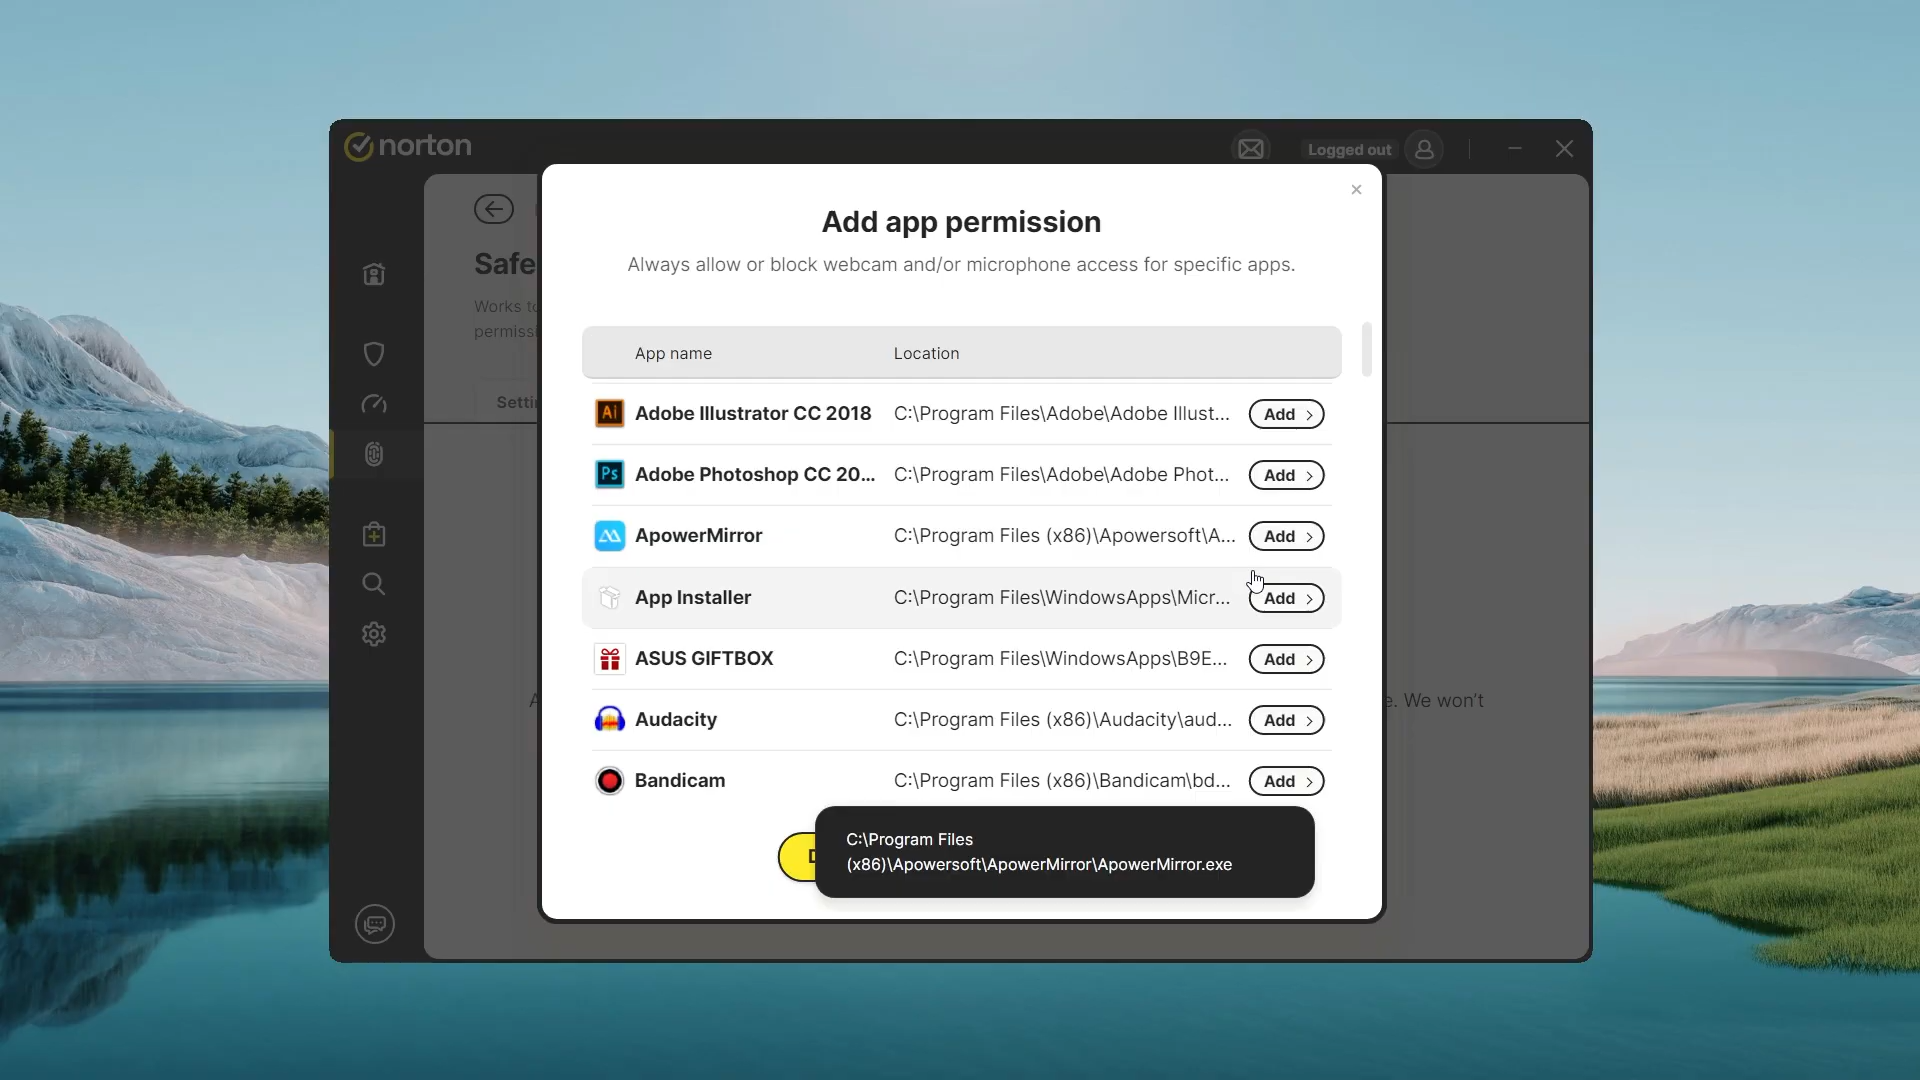 norton
Logged out
Add app permission
Always allow or block webcam and/or microphone access for specific apps.
Safe
Works to
permissi
Setti
App name
Location
Adobe Illustrator CC 2018
C:\Program Files\Adobe\Adobe Illust...
Add
Adobe Photoshop CC 20...
C:\Program Files\Adobe\Adobe Phot...
Add
ApowerMirror
C:\Program Files (x86)\Apowersoft\A...
Add
App Installer
C:\Program Files\WindowsApps\Micr...
Add
ASUS GIFTBOX
C:\Program Files\WindowsApps\B9E...
Add
e. We won't
Audacity
C:\Program Files (x86)\Audacity\aud...
Add
Bandicam
C:\Program Files (x86)\Bandicam\bd...
Add
C:\Program Files
(x86)\Apowersoft\ApowerMirror\ApowerMirror.exe